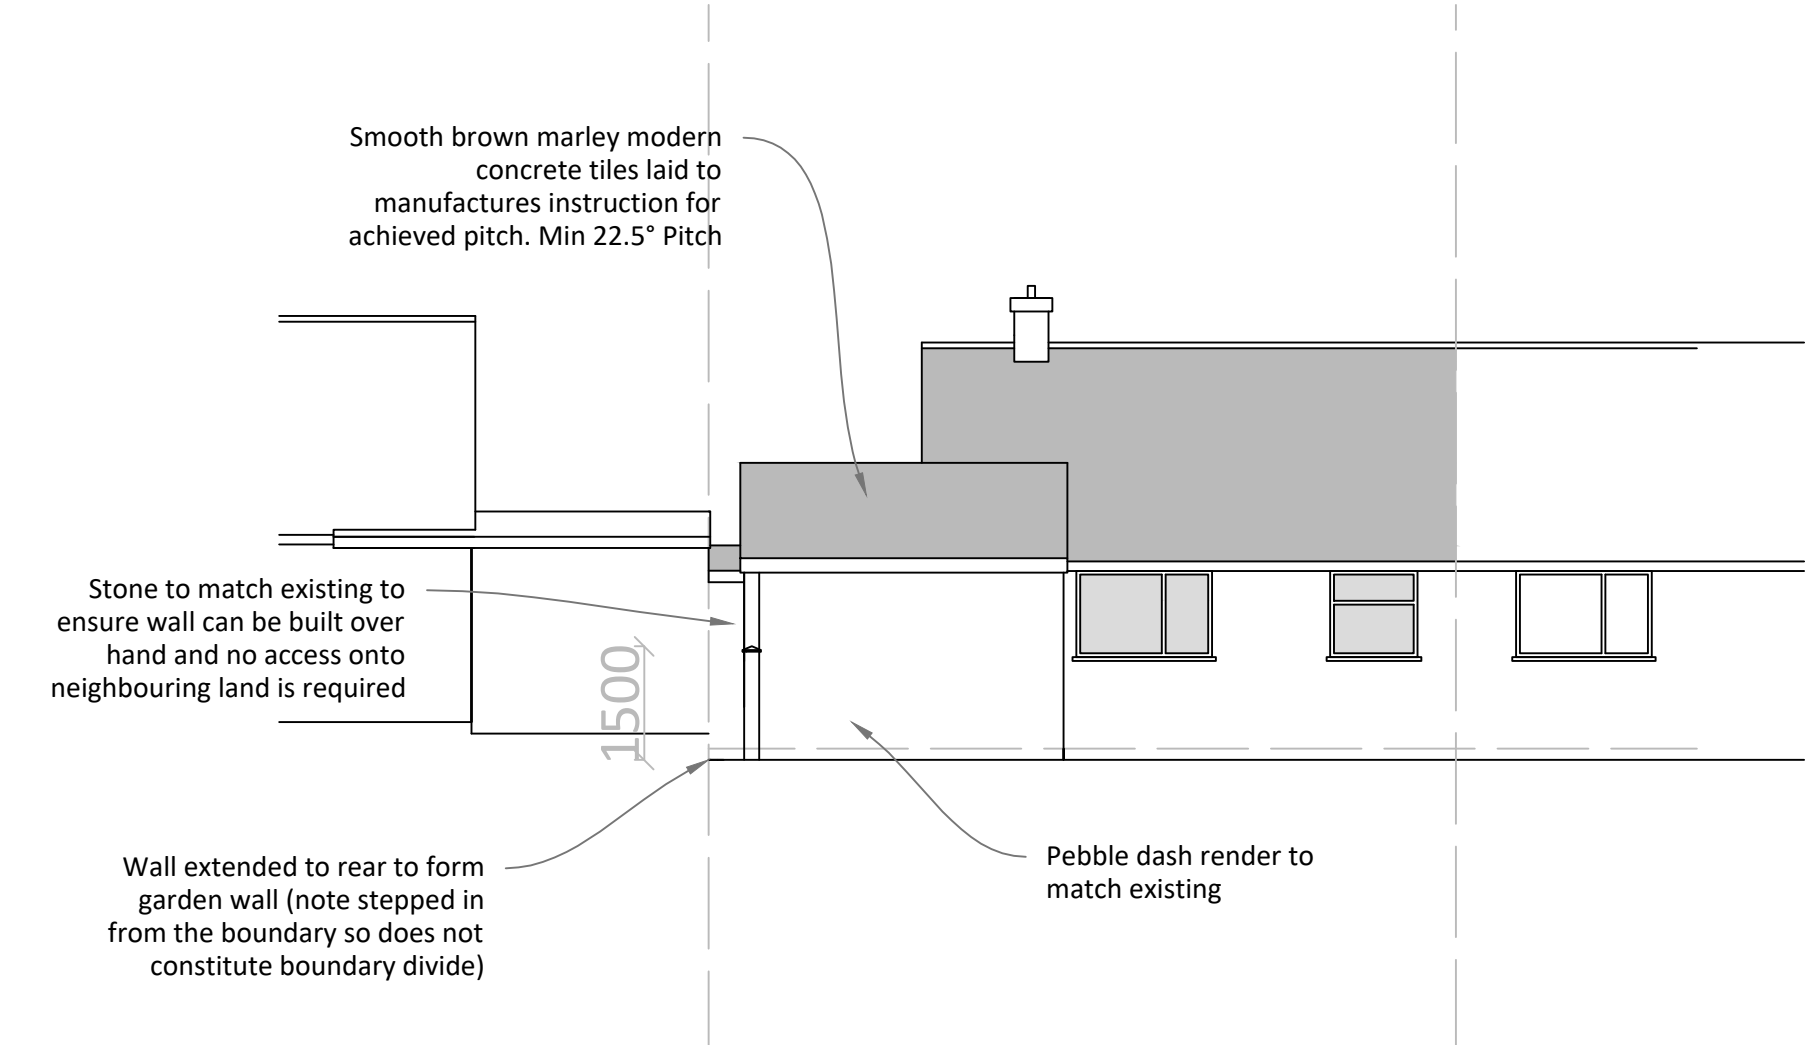 Smooth brown marley modern
concrete tiles laid to
manufactures instruction for
achieved pitch. Min 22.5° Pitch
Stone to match existing to
ensure wall can be built over
hand and no access onto
neighbouring land is required
1500
Wall extended to rear to form
garden wall (note stepped in
from the boundary so does not
constitute boundary divide)
Pebble dash render to
match existing